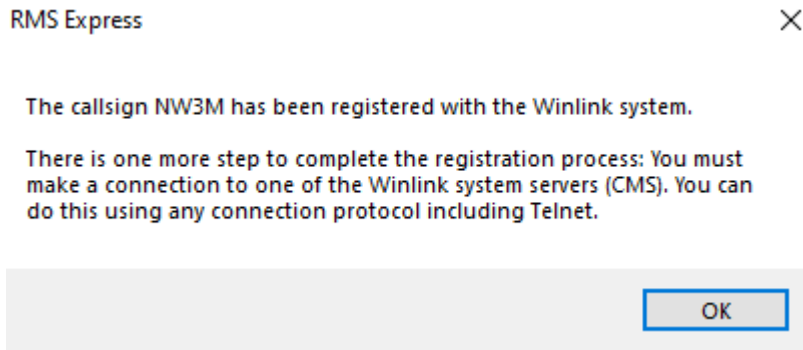 RMS Express
The callsign NW3M has been registered with the Winlink system.
There is one more step to complete the registration process: You must
make a connection to one of the Winlink system servers (CMS). You can
do this using any connection protocol including Telnet.
OK